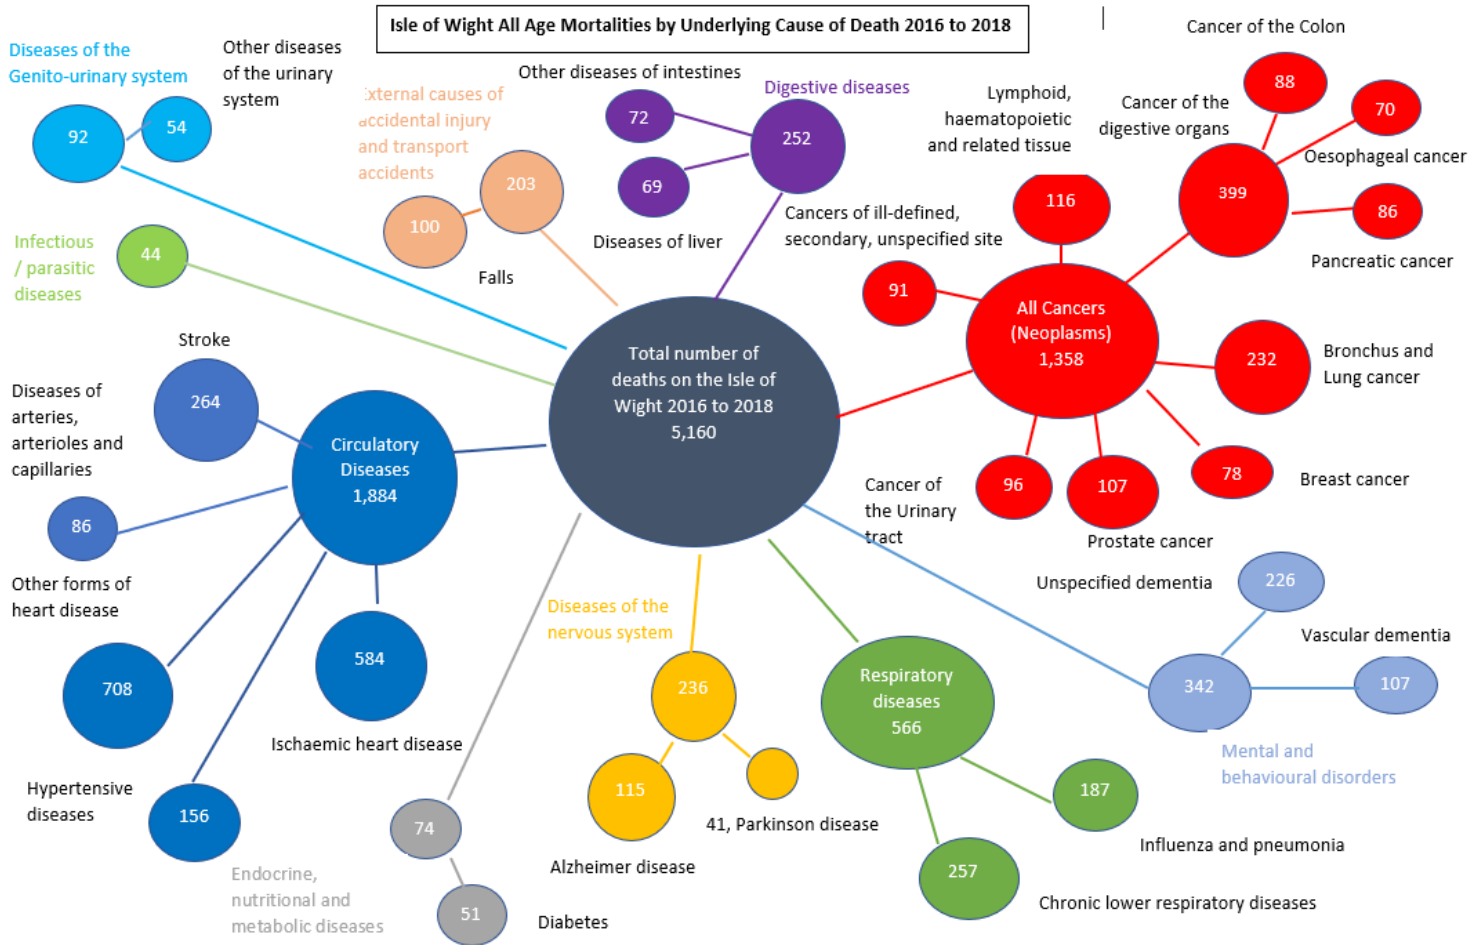 Isle of Wight All Age Mortalities by Underlying Cause of Death 2016 to 2018
Diseases of the
Genito-urinary system
92
54
Other diseases
of the urinary
system
External causes of
accidental injury
and transport
accidents
203
100
Falls
Other diseases of intestines
72
Digestive diseases
252
69
Diseases of liver
Lymphoid,
haematopoietic
and related tissue
116
Cancers of ill-defined,
secondary, unspecified site
91
Cancer of the Colon
88
Cancer of the
digestive organs
399
70
Oesophageal cancer
86
Pancreatic cancer
All Cancers
(Neoplasms)
1,358
232
Bronchus and
Lung cancer
78
Breast cancer
107
Prostate cancer
96
Cancer of
the Urinary
tract
Infectious
/ parasitic
diseases
44
Total number of
deaths on the Isle of
Wight 2016 to 2018
5,160
Stroke
264
Diseases of
arteries,
arterioles and
capillaries
86
Circulatory
Diseases
1,884
Other forms of
heart disease
708
584
Ischaemic heart disease
Hypertensive
diseases
156
Endocrine,
nutritional and
metabolic diseases
74
51
Diabetes
Diseases of the
nervous system
236
115
Alzheimer disease
41, Parkinson disease
Respiratory
diseases
566
187
Influenza and pneumonia
257
Chronic lower respiratory diseases
Unspecified dementia
226
Vascular dementia
107
342
Mental and
behavioural disorders